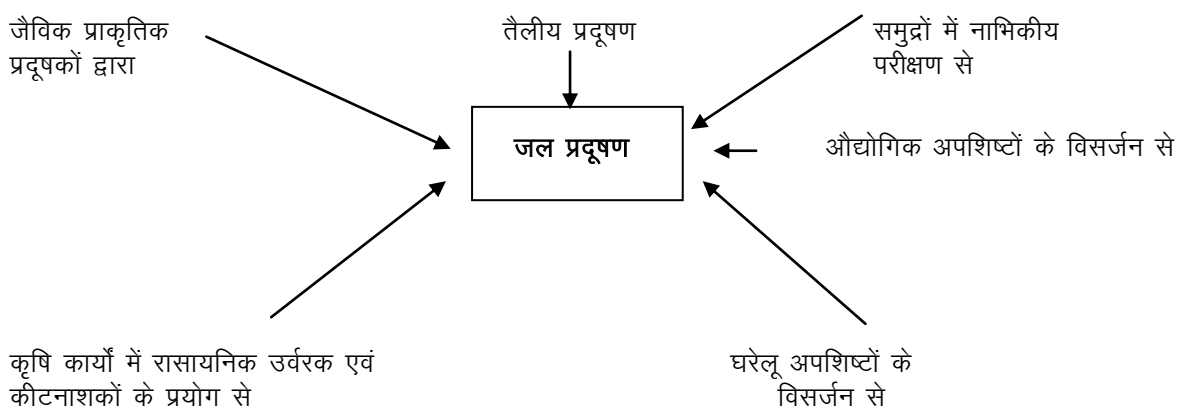 जैविक प्राकृतिक
प्रदूषकों द्वारा
तैलीय प्रदूषण
समुद्रों में नाभिकीय
परीक्षण से
जल प्रदूषण
औद्योगिक अपशिष्टों के विसर्जन से
कृषि कार्यों में रासायनिक उर्वरक एवं
कीटनाशकों के प्रयोग से
घरेलू अपशिष्टों के
विसर्जन से